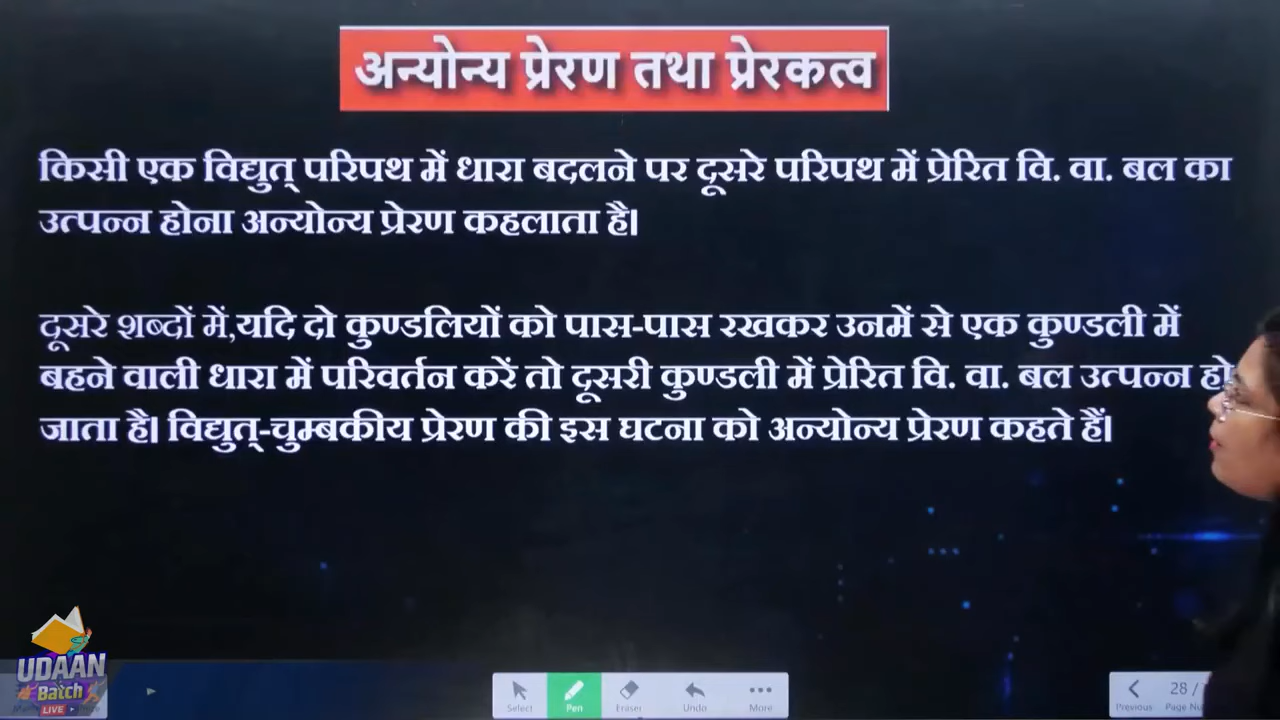 अन्योन्य प्रेरण तथा प्रेरकत्व
किसी एक विद्युत् परिपथ में धारा बदलने पर दूसरे परिपथ में प्रेरित वि. वा. बल का
उत्पन्न होना अन्योन्य प्रेरण कहलाता है।
दूसरे शब्दों में,यदि दो कुण्डलियों को पास-पास रखकर उनमें से एक कुण्डली में
बहने वाली धारा में परिवर्तन करें तो दूसरी कुण्डली में प्रेरित वि. वा. बल उत्पन्न हो
जाता है। विद्युत्-चुम्बकीय प्रेरण की इस घटना को अन्योन्य प्रेरण कहते हैं।
UDAAN
Batch
LIVE
Select Pen Eraser Undo More
28 /
Previous Page